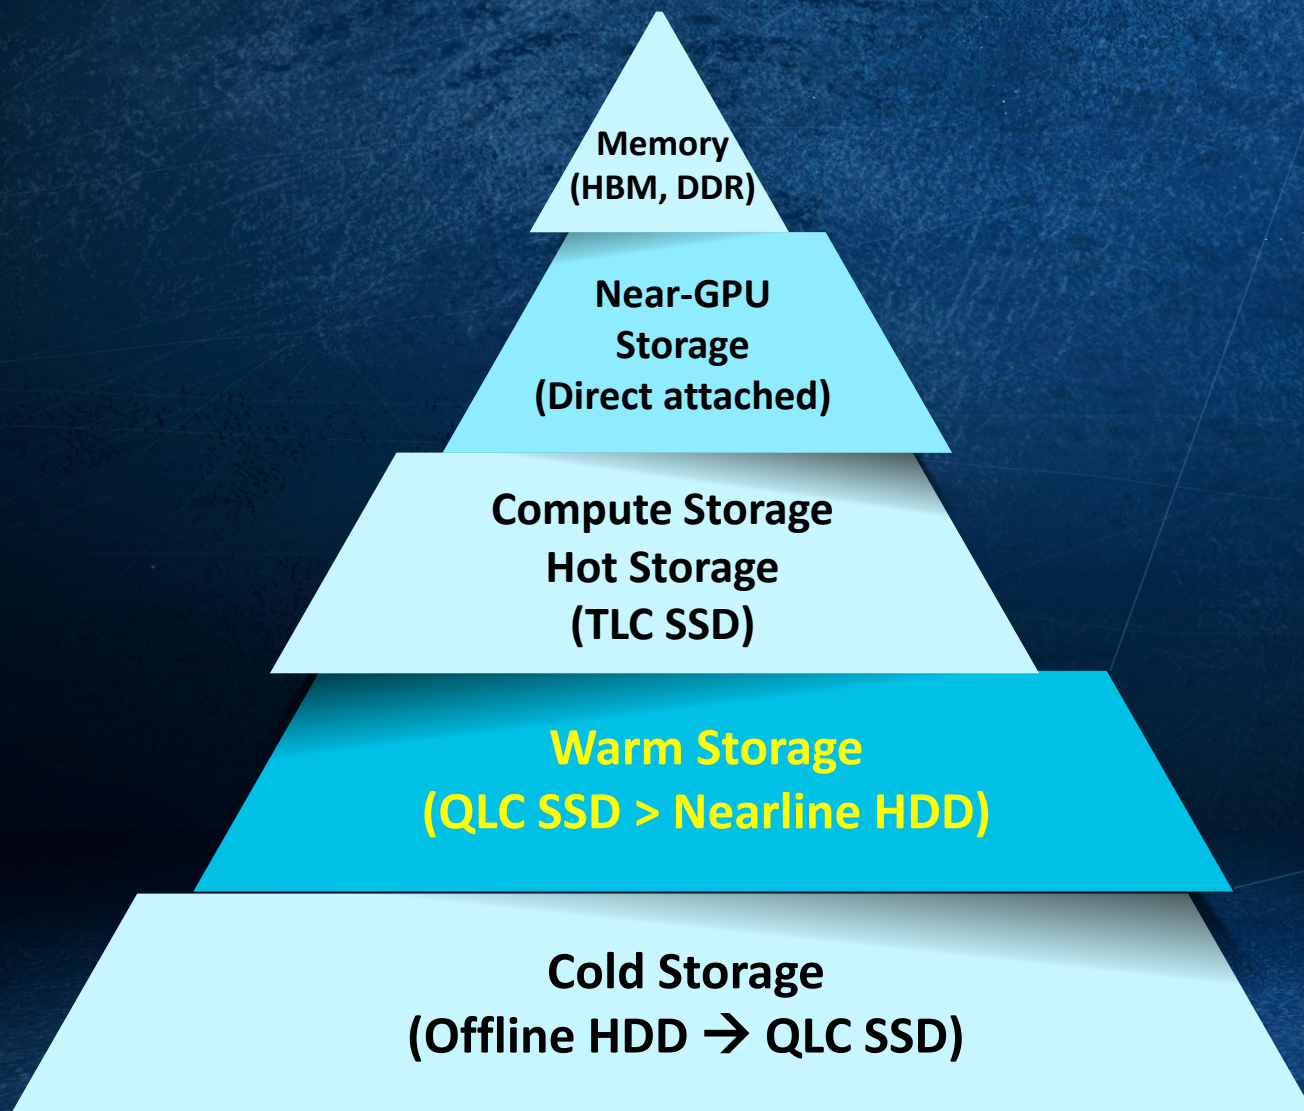 Memory
(HBM, DDR)
Near-GPU
Storage
(Direct attached)
Compute Storage
Hot Storage
(TLC SSD)
Warm Storage
(QLC SSD > Nearline HDD)
Cold Storage
(Offline HDD → QLC SSD)